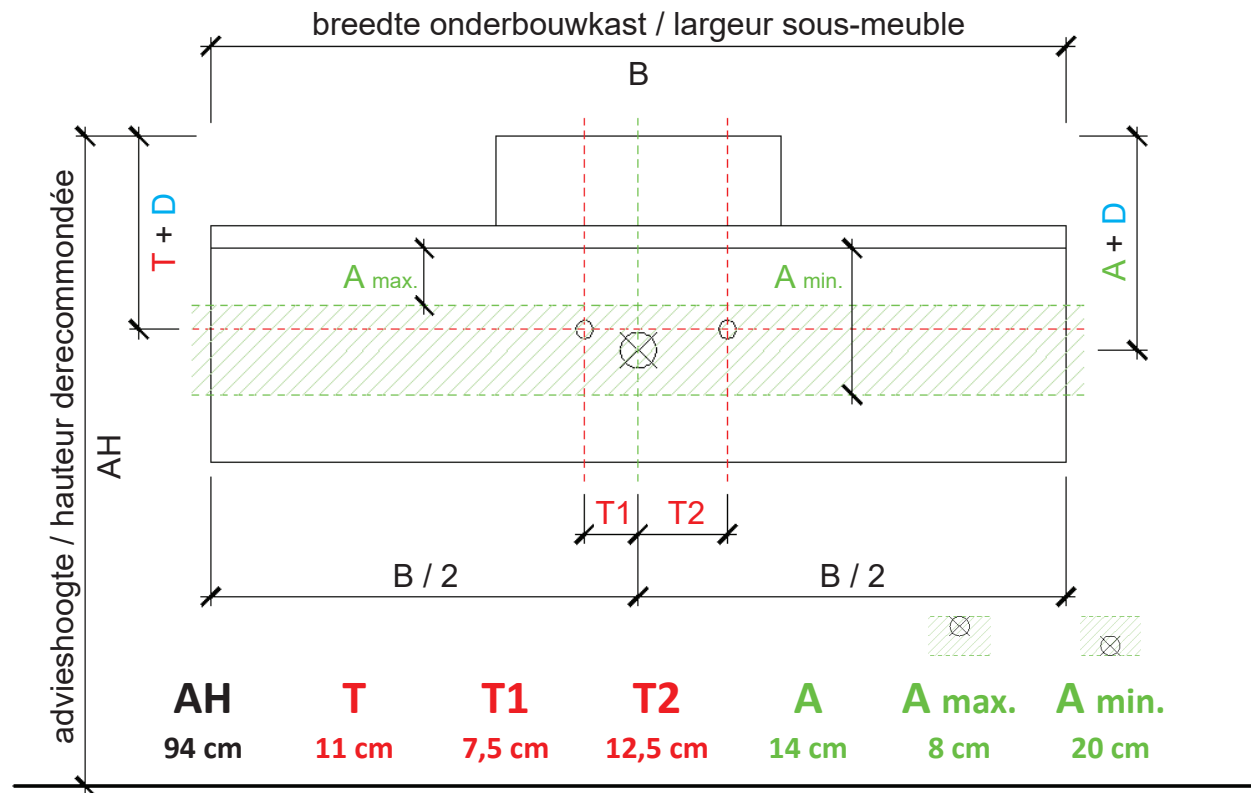 breedte onderbouwkast / largeur sous-meuble
B
T + D
A + D
A max.
A min.
advieshoogte / hauteur derecommondée
AH
T1 T2
B / 2 B / 2
AH T T1 T2 A A max. A min.
94 cm 11 cm 7,5 cm 12,5 cm 14 cm 8 cm 20 cm